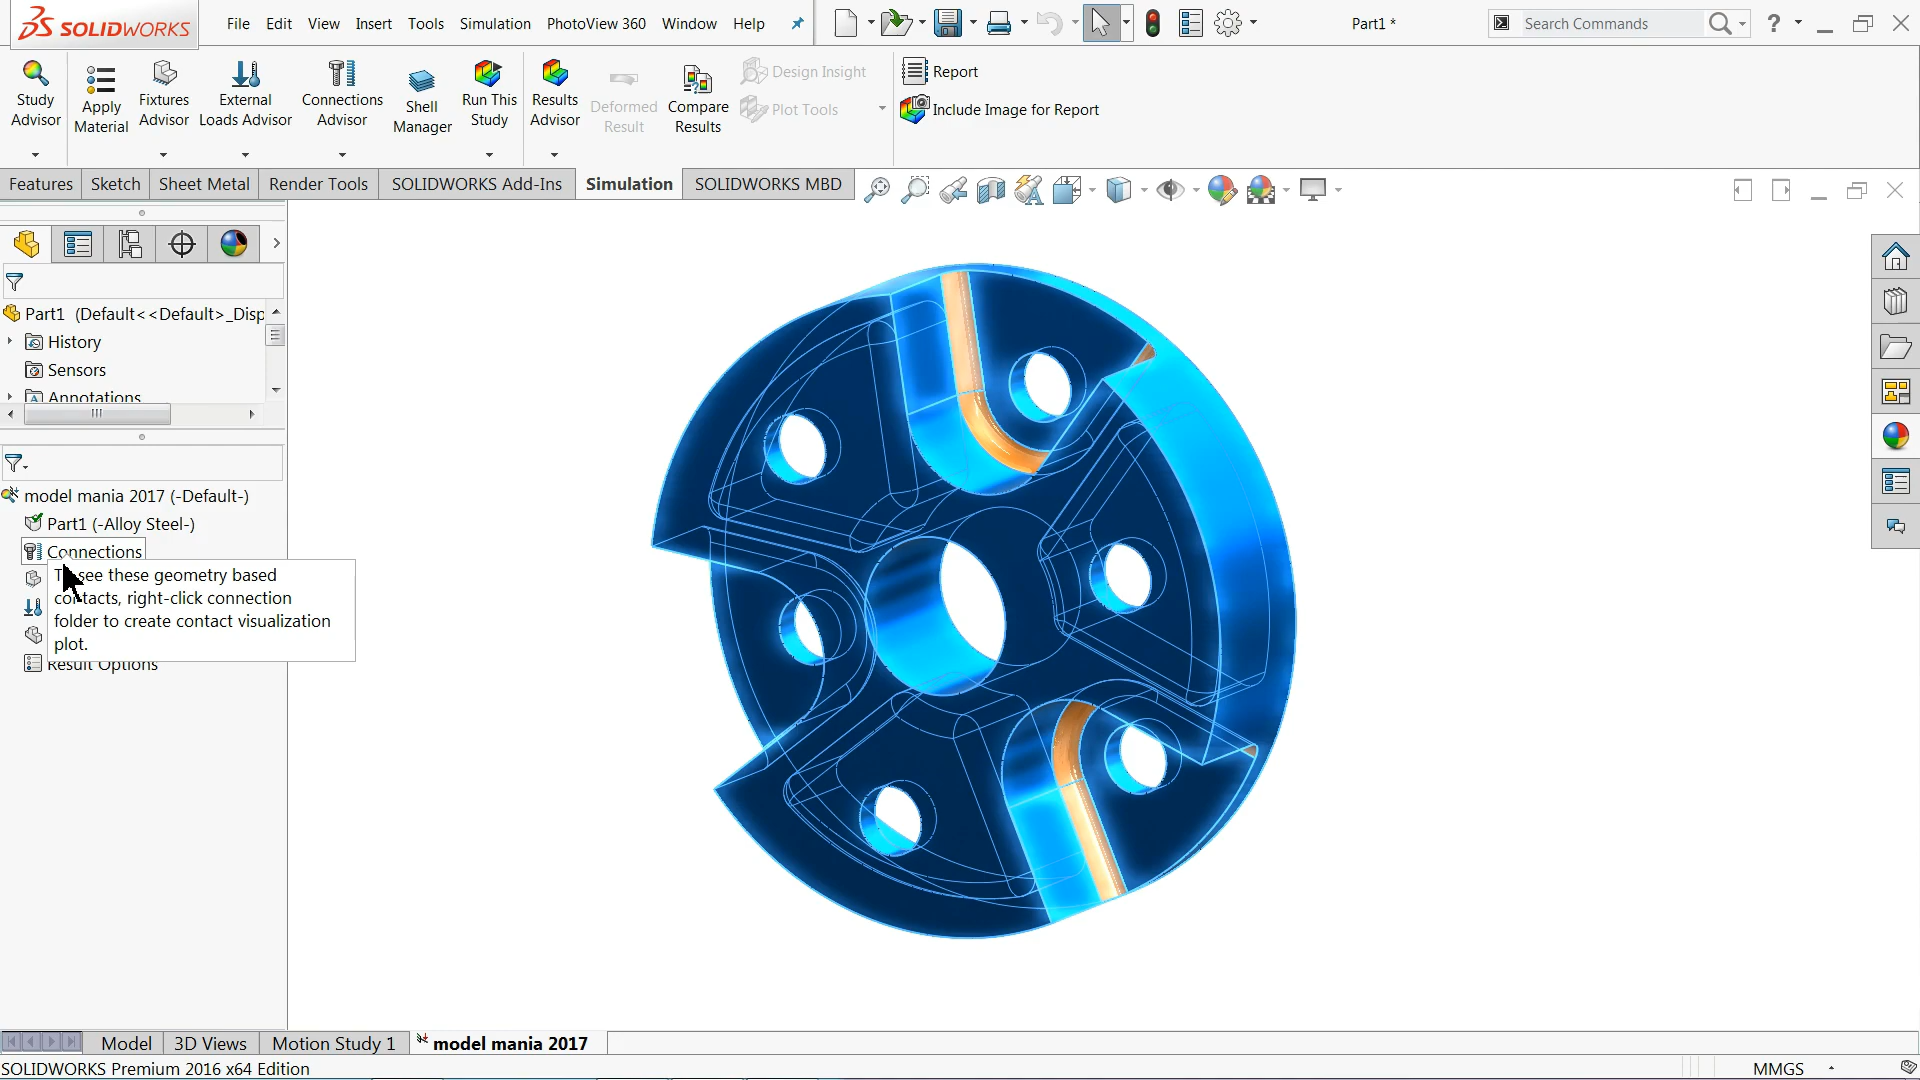 SOLIDWORKS
File Edit View Insert Tools Simulation PhotoView 360 Window Help
Part1 *
Search Commands
?
Study Advisor
Apply Material
Fixtures Advisor
External Loads Advisor
Connections Advisor
Shell Manager
Run This Study
Results Advisor
Deformed Result
Compare Results
Design Insight
Plot Tools
Report
Include Image for Report
Features Sketch Sheet Metal Render Tools SOLIDWORKS Add-Ins Simulation SOLIDWORKS MBD
Part1 (Default<<Default>_Disp
History
Sensors
Annotations
model mania 2017 (-Default-)
Part1 (-Alloy Steel-)
Connections
see these geometry based
contacts, right-click connection
folder to create contact visualization
plot.
Result Options
Model 3D Views Motion Study 1 model mania 2017
SOLIDWORKS Premium 2016 x64 Edition
MMGS